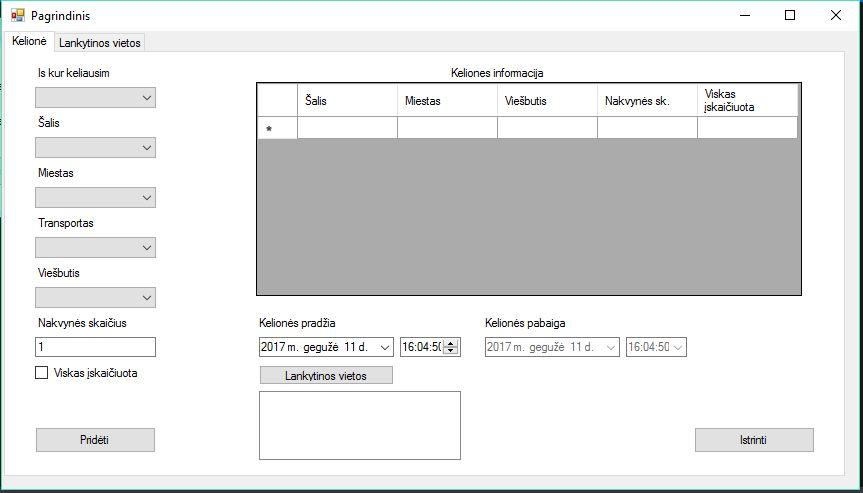 Pagrindinis
Kelionė
Lankytinos vietos
Is kur keliausim
Šalis
Miestas
Transportas
Viešbutis
Nakvynės skaičius
1
Viskas įskaičiuota
Pridėti
Keliones informacija
Šalis Miestas Viešbutis Nakvynės sk. Viskas
įskaičiuota
*
Kelionės pradžia
2017 m. gegužė 11 d. 16:04:50
Kelionės pabaiga
2017 m. gegužė 11 d. 16:04:50
Lankytinos vietos
Istrinti